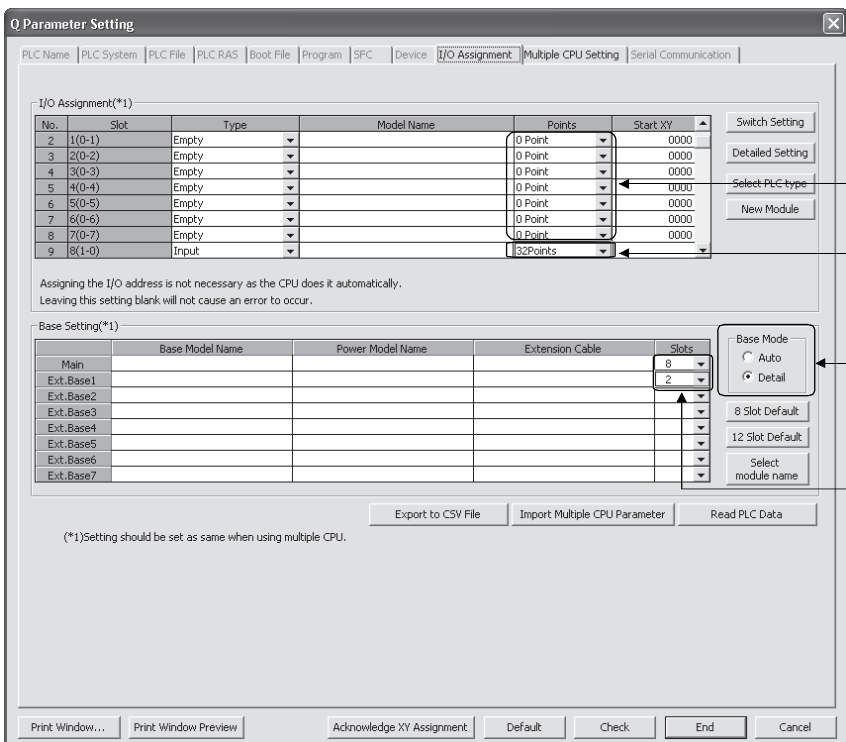 Q Parameter Setting
PLC Name PLC System PLC File PLC RAS Boot File Program SFC Device I/O Assignment Multiple CPU Setting Serial Communication
I/O Assignment(*1)
No. Slot Type Model Name Points Start XY
2 1(0-1) Empty 0 Point 0000
3 2(0-2) Empty 0 Point 0000
4 3(0-3) Empty 0 Point 0000
5 4(0-4) Empty 0 Point 0000
6 5(0-5) Empty 0 Point 0000
7 6(0-6) Empty 0 Point 0000
8 7(0-7) Empty 0 Point 0000
9 8(1-0) Input 32Points
Switch Setting
Detailed Setting
Select PLC type
New Module
Assigning the I/O address is not necessary as the CPU does it automatically.
Leaving this setting blank will not cause an error to occur.
Base Setting(*1)
Base Model Name Power Model Name Extension Cable Slots
Main 8
Ext.Base1 2
Ext.Base2
Ext.Base3
Ext.Base4
Ext.Base5
Ext.Base6
Ext.Base7
Base Mode
Auto
Detail
8 Slot Default
12 Slot Default
Select
module name
Export to CSV File Import Multiple CPU Parameter Read PLC Data
(*1)Setting should be set as same when using multiple CPU.
Print Window... Print Window Preview Acknowledge XY Assignment Default Check End Cancel